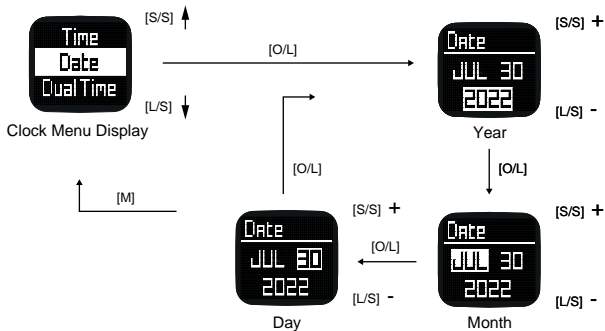 [S/S]
Time
Date
Dual Time
[L/S]
Clock Menu Display
[O/L]
Date
JUL 30
2022
[S/S] +
[L/S] -
Year
[O/L]
[O/L]
[M]
Date
JUL 30
2022
[S/S] +
[L/S] -
Day
[O/L]
Date
JUL 30
2022
[S/S] +
[L/S] -
Month